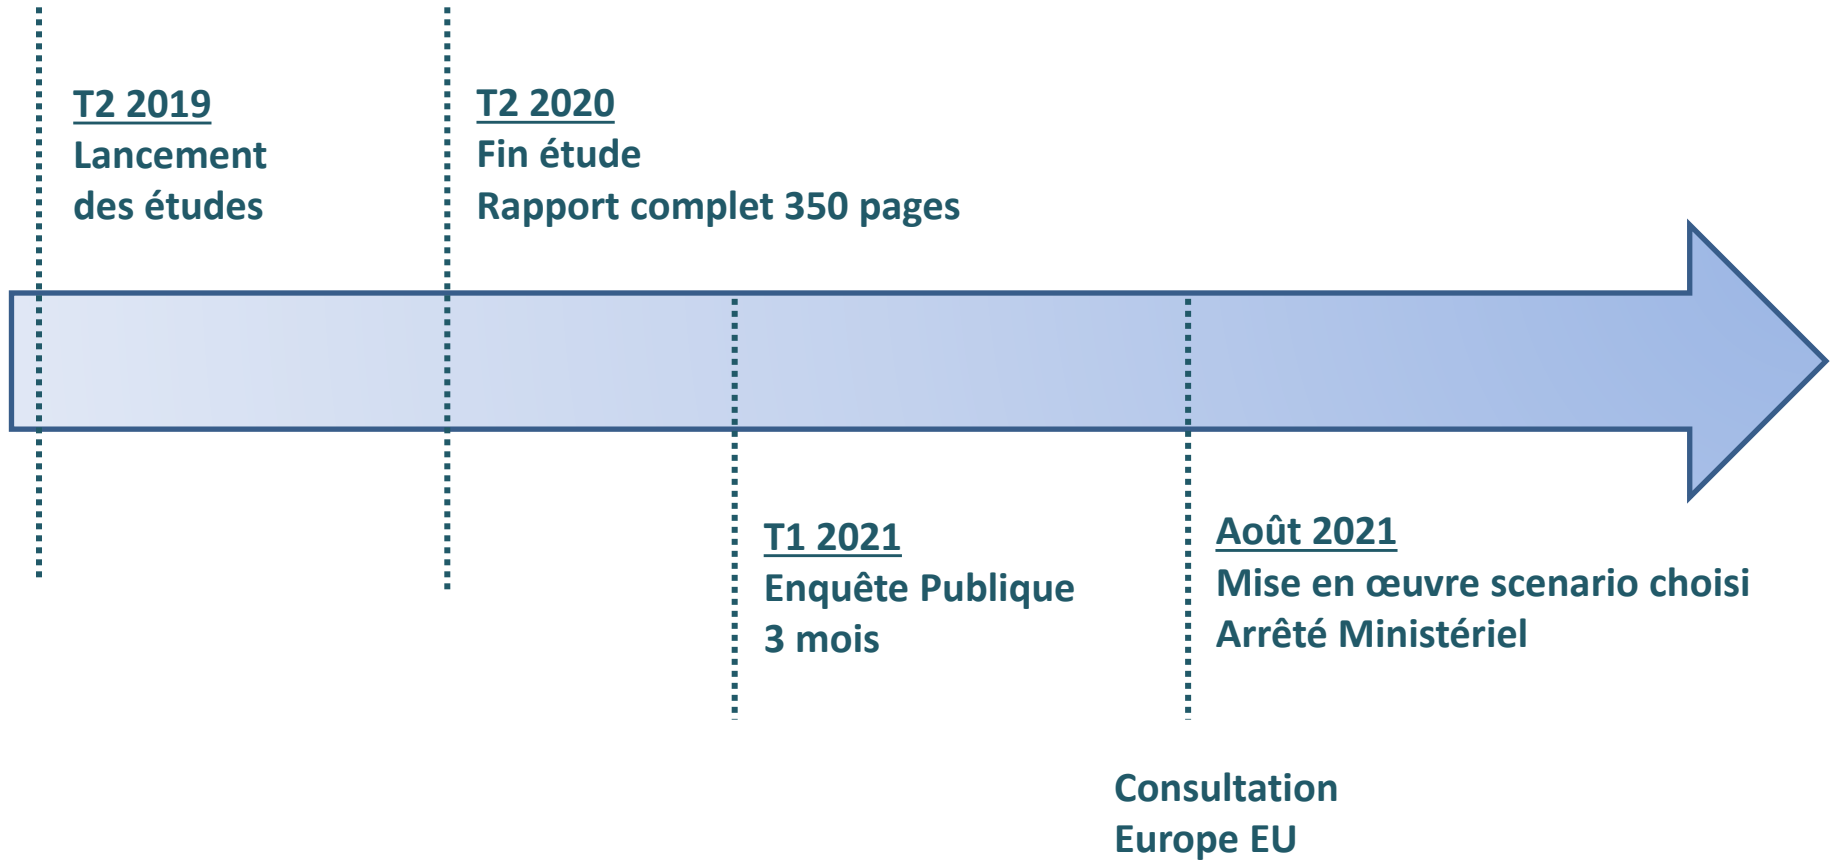 T2 2019
Lancement
des études
T2 2020
Fin étude
Rapport complet 350 pages
T1 2021
Enquête Publique
3 mois
Août 2021
Mise en œuvre scenario choisi
Arrêté Ministériel
Consultation
Europe EU